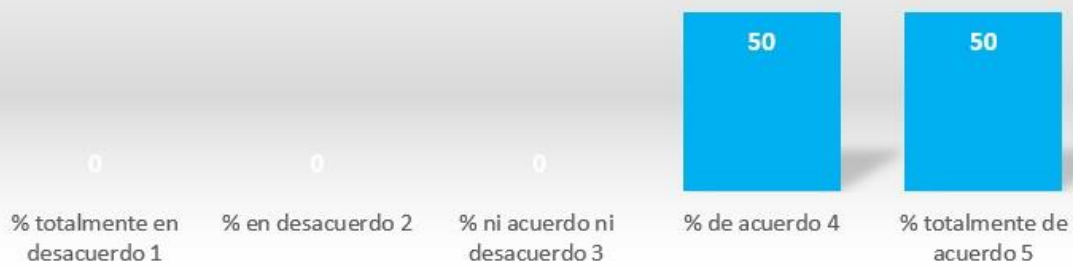 50
50
0
0
0
% totalmente en
desacuerdo 1
% en desacuerdo 2
% ni acuerdo ni
desacuerdo 3
% de acuerdo 4
% totalmente de
acuerdo 5